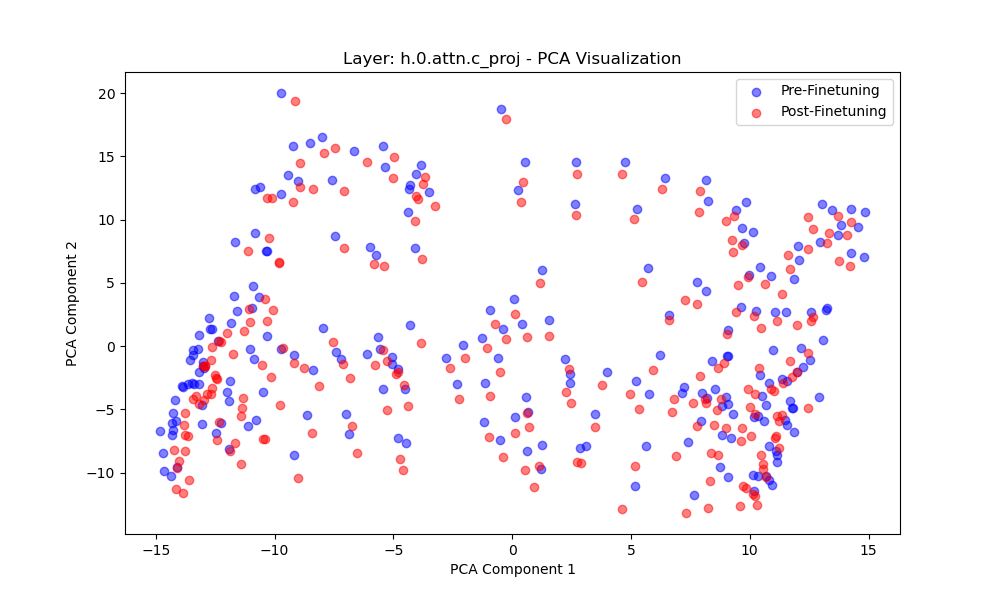 Layer: h.0.attn.c_proj - PCA Visualization
Pre-Finetuning
Post-Finetuning
20
15
10
5
0
−5
−10
PCA Component 2
−15
−10
−5
0
5
10
15
PCA Component 1